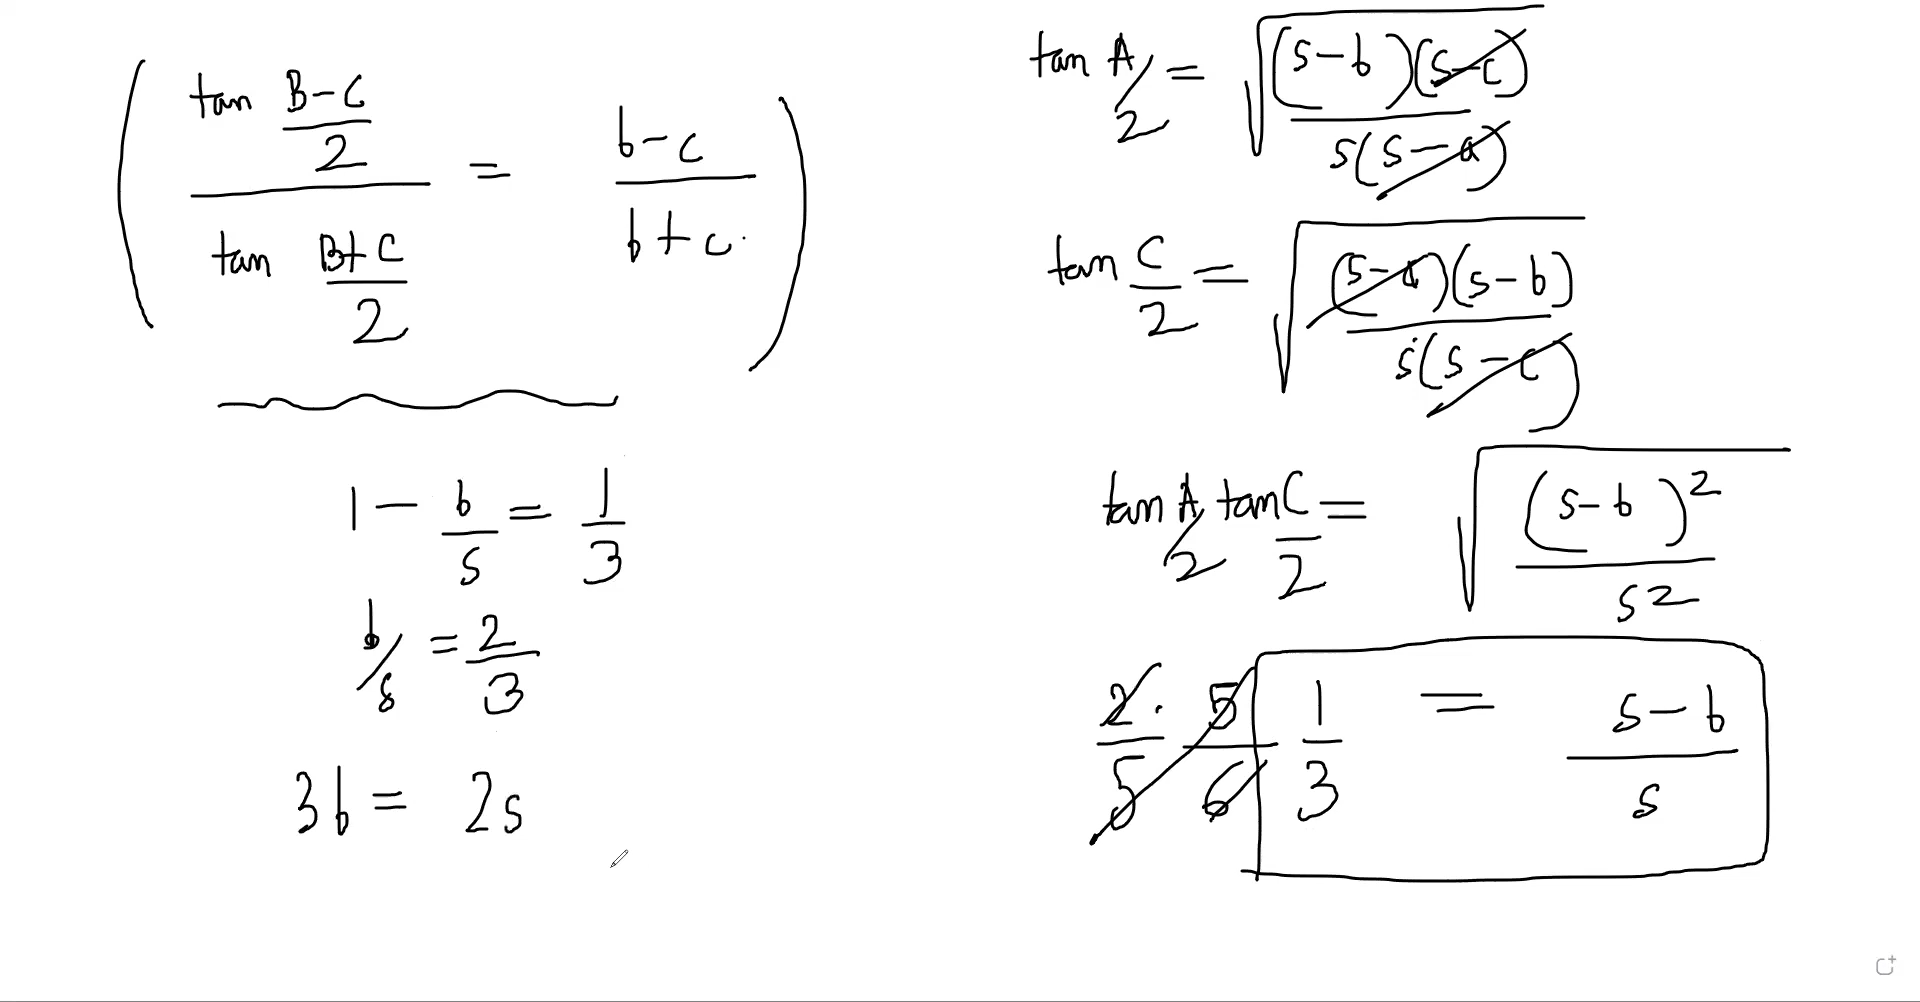 ( tan (B-C)/2 / tan (B+C)/2 = b-c / b+c. )
1 - b/s = 1/3
b/s = 2/3
3b = 2s
tan A/2 = √((s-b)(s-c) / s(s-a))
tan C/2 = √((s-a)(s-b) / s(s-c))
tan A/2 tan C/2 = √((s-b)² / s²)
2/5 · 5/6 1/3 = s-b / s